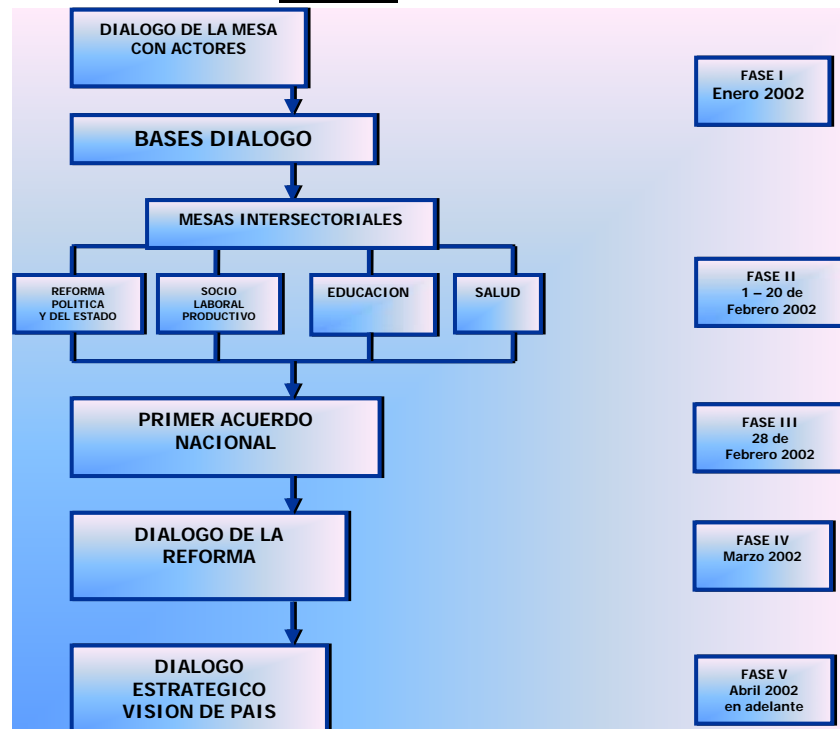 DIALOGO DE LA MESA
CON ACTORES
FASE I
Enero 2002
BASES DIALOGO
MESAS INTERSECTORIALES
REFORMA
POLITICA
Y DEL ESTADO
SOCIO
LABORAL
PRODUCTIVO
EDUCACION
SALUD
FASE II
1 – 20 de
Febrero 2002
PRIMER ACUERDO
NACIONAL
FASE III
28 de
Febrero 2002
DIALOGO DE LA
REFORMA
FASE IV
Marzo 2002
DIALOGO
ESTRATEGICO
VISION DE PAIS
FASE V
Abril 2002
en adelante